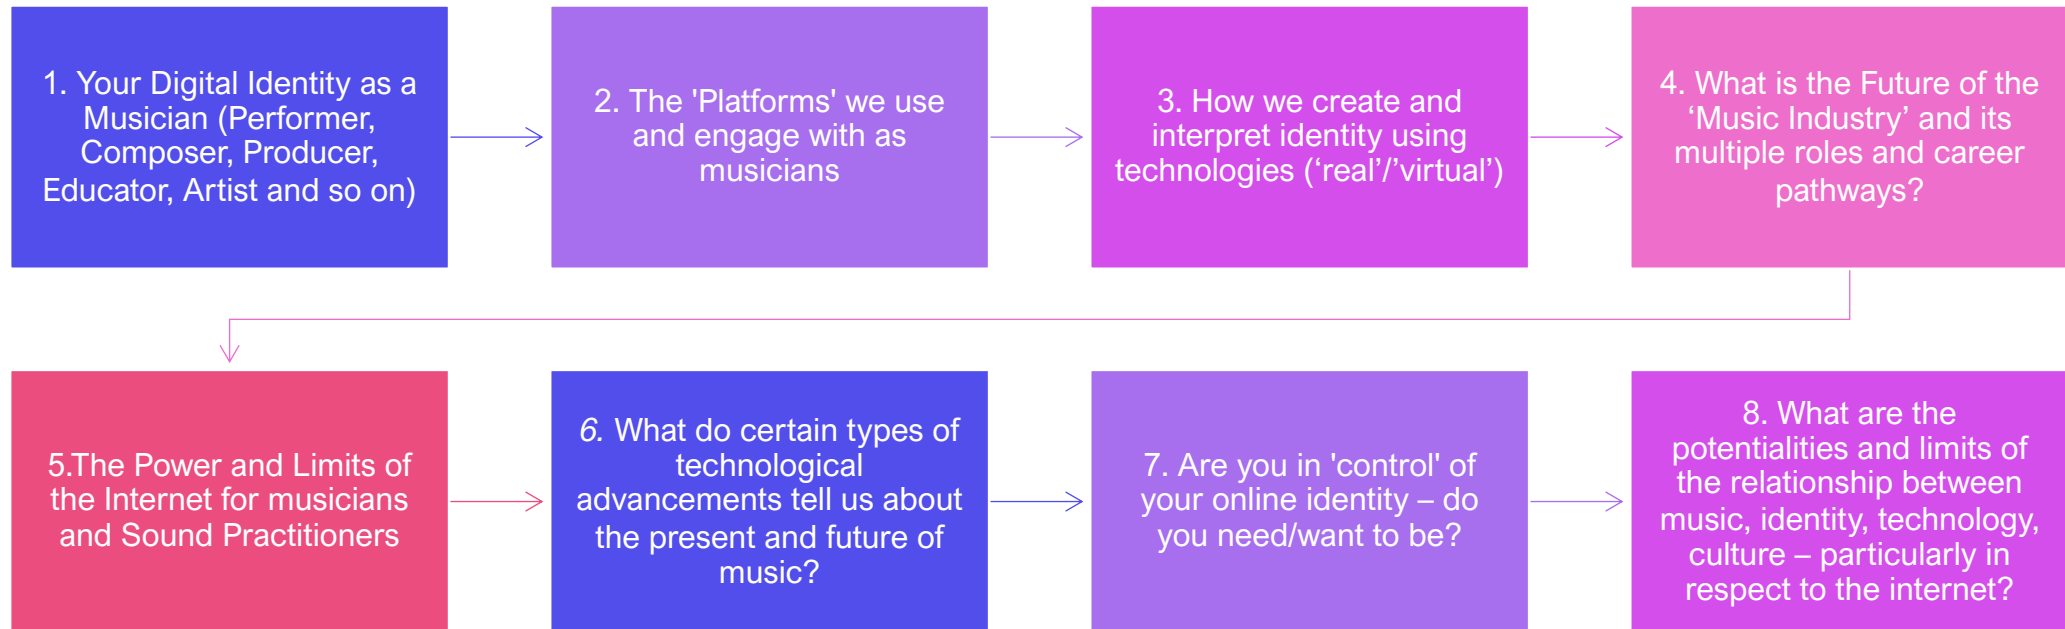 1. Your Digital Identity as a
Musician (Performer,
Composer, Producer,
Educator, Artist and so on)
2. The 'Platforms' we use
and engage with as
musicians
3. How we create and
interpret identity using
technologies (‘real’/’virtual’)
4. What is the Future of the
‘Music Industry’ and its
multiple roles and career
pathways?
5.The Power and Limits of
the Internet for musicians
and Sound Practitioners
6. What do certain types of
technological
advancements tell us about
the present and future of
music?
7. Are you in 'control' of
your online identity – do
you need/want to be?
8. What are the
potentialities and limits of
the relationship between
music, identity, technology,
culture – particularly in
respect to the internet?